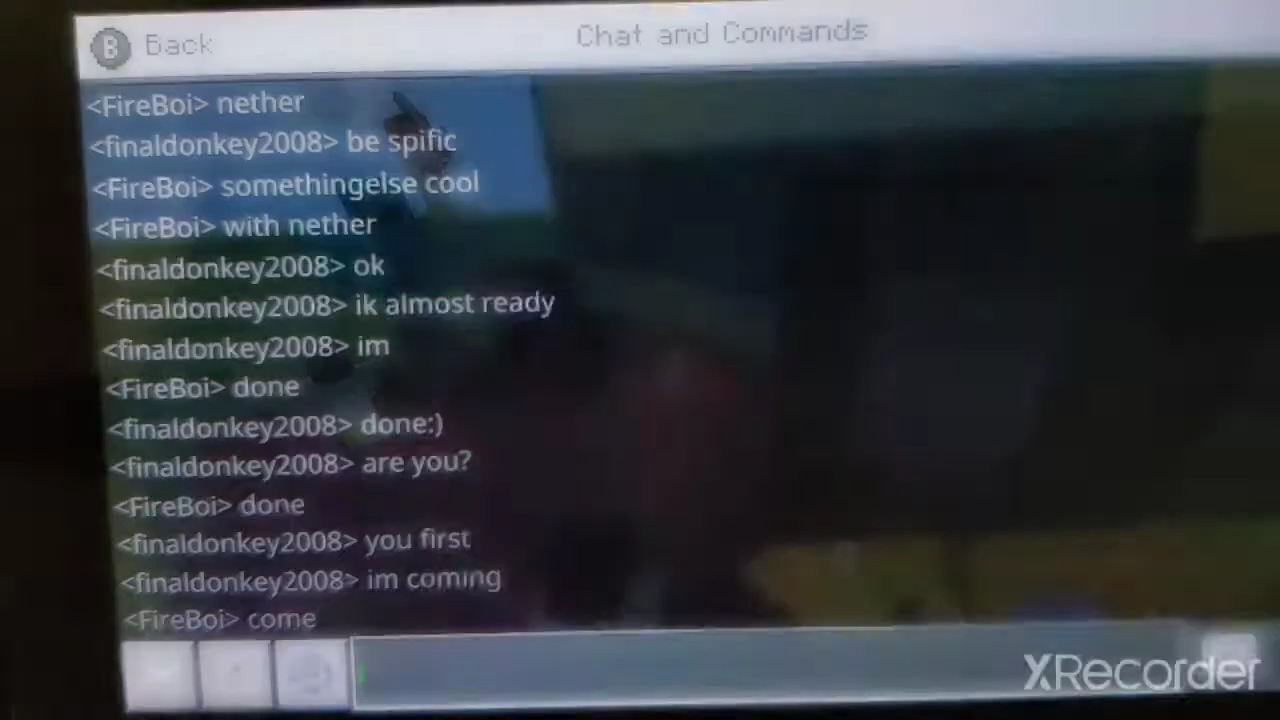 B Back
Chat and Commands
<FireBoi> nether
<finaldonkey2008> be spific
<FireBoi> somethingelse cool
<FireBoi> with nether
<finaldonkey2008> ok
<finaldonkey2008> ik almost ready
<finaldonkey2008> im
<FireBoi> done
<finaldonkey2008> done:)
<finaldonkey2008> are you?
<FireBoi> done
<finaldonkey2008> you first
<finaldonkey2008> im coming
<FireBoi> come
XRecorder